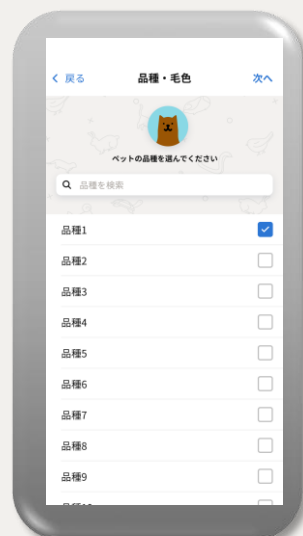 戻る
品種・毛色
次へ
ペットの品種を選んでください
品種を検索
品種1
品種2
品種3
品種4
品種5
品種6
品種7
品種8
品種9